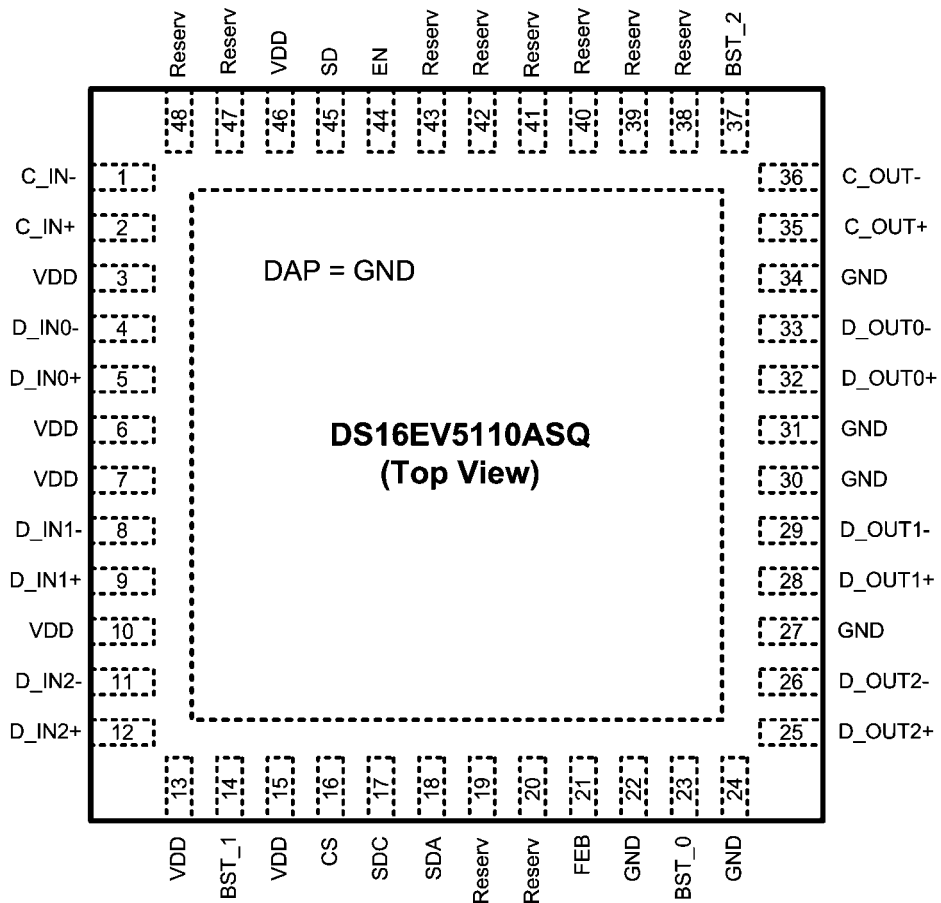 Reserv Reserv VDD SD EN Reserv Reserv Reserv Reserv Reserv Reserv BST_2
48 47 46 45 44 43 42 41 40 39 38 37
C_IN- 1 36 C_OUT-
C_IN+ 2 35 C_OUT+
VDD 3 34 GND
DAP = GND
D_IN0- 4 33 D_OUT0-
D_IN0+ 5 32 D_OUT0+
VDD 6 31 GND
DS16EV5110ASQ
(Top View)
VDD 7 30 GND
D_IN1- 8 29 D_OUT1-
D_IN1+ 9 28 D_OUT1+
VDD 10 27 GND
D_IN2- 11 26 D_OUT2-
D_IN2+ 12 25 D_OUT2+
13 14 15 16 17 18 19 20 21 22 23 24
VDD BST_1 VDD CS SDC SDA Reserv Reserv FEB GND BST_0 GND